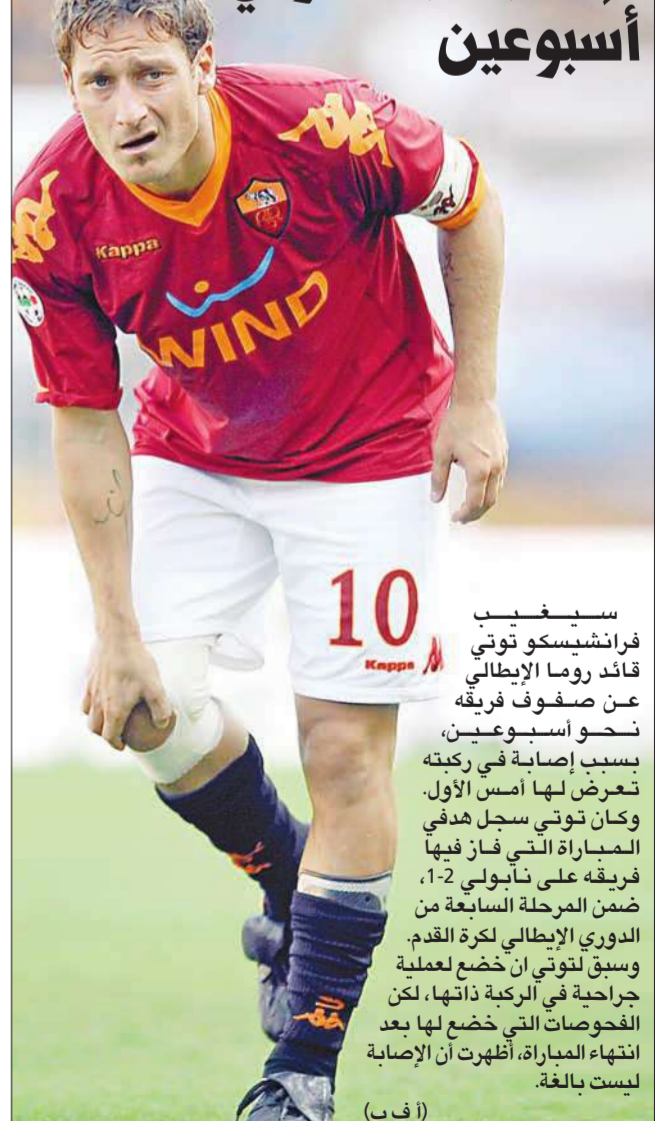 أسبوعين
Kappa
WIND
10
Kappa
سيغيب
فرانشيسكو توتي
قائد روما الإيطالي
عن صفوف فريقه
نحو أسبوعين،
بسبب إصابة في ركبته
تعرض لها أمس الأول.
وكان توتي سجل هدفي
المباراة التي فاز فيها
فريقه على نابولي 2-1،
ضمن المرحلة السابعة من
الدوري الإيطالي لكرة القدم.
وسبق لتوتي ان خضع لعملية
جراحية في الركبة ذاتها، لكن
الفحوصات التي خضع لها بعد
انتهاء المباراة، أظهرت أن الإصابة
ليست بالغة.
(أ ف ب)